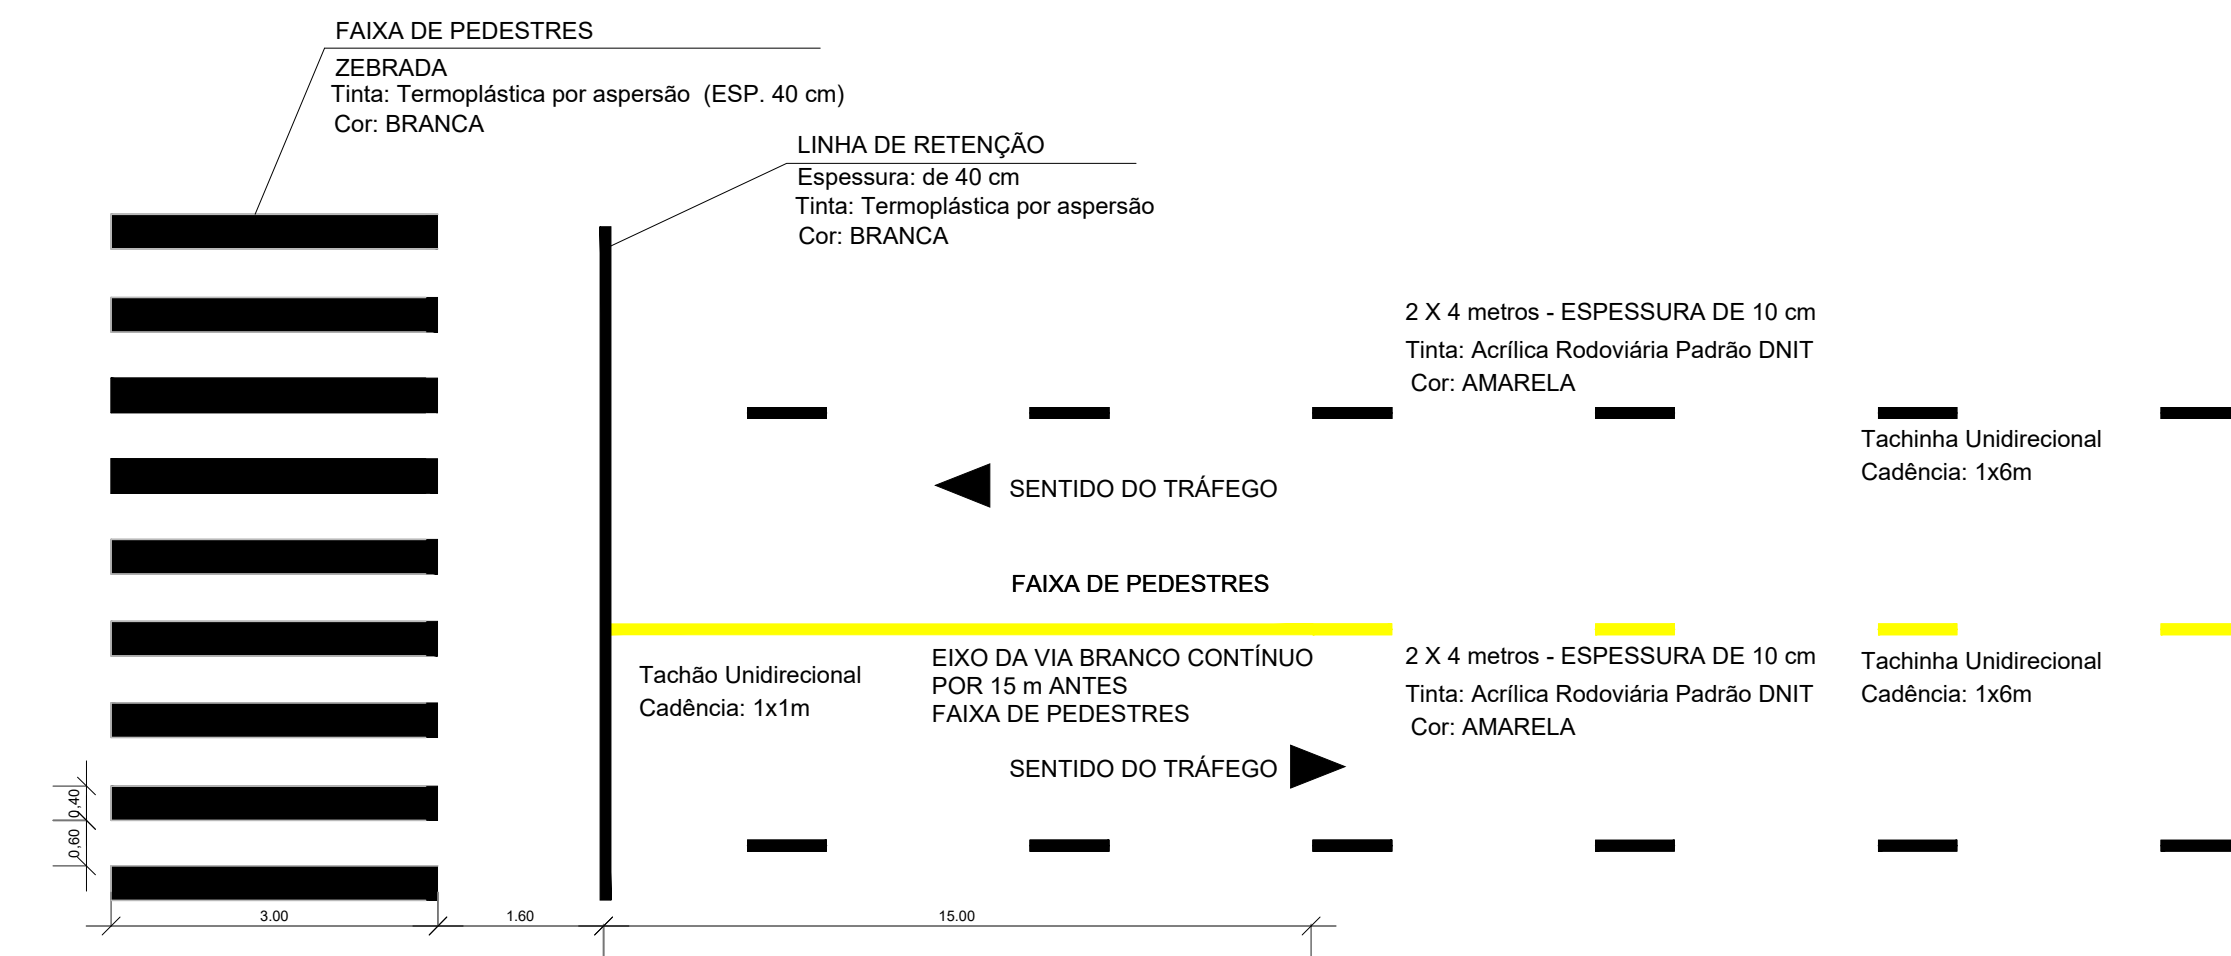 FAIXA DE PEDESTRES
ZEBRADA
Tinta: Termoplástica por aspersão (ESP. 40 cm)
Cor: BRANCA
LINHA DE RETENÇÃO
Espessura: de 40 cm
Tinta: Termoplástica por aspersão
Cor: BRANCA
2 X 4 metros - ESPESSURA DE 10 cm
Tinta: Acrílica Rodoviária Padrão DNIT
Cor: AMARELA
Tachinha Unidirecional
Cadência: 1x6m
SENTIDO DO TRÁFEGO
FAIXA DE PEDESTRES
Tachão Unidirecional
Cadência: 1x1m
EIXO DA VIA BRANCO CONTÍNUO
POR 15 m ANTES
FAIXA DE PEDESTRES
2 X 4 metros - ESPESSURA DE 10 cm
Tinta: Acrílica Rodoviária Padrão DNIT
Cor: AMARELA
Tachinha Unidirecional
Cadência: 1x6m
SENTIDO DO TRÁFEGO
0,40
0,60
3.00
1.60
15.00